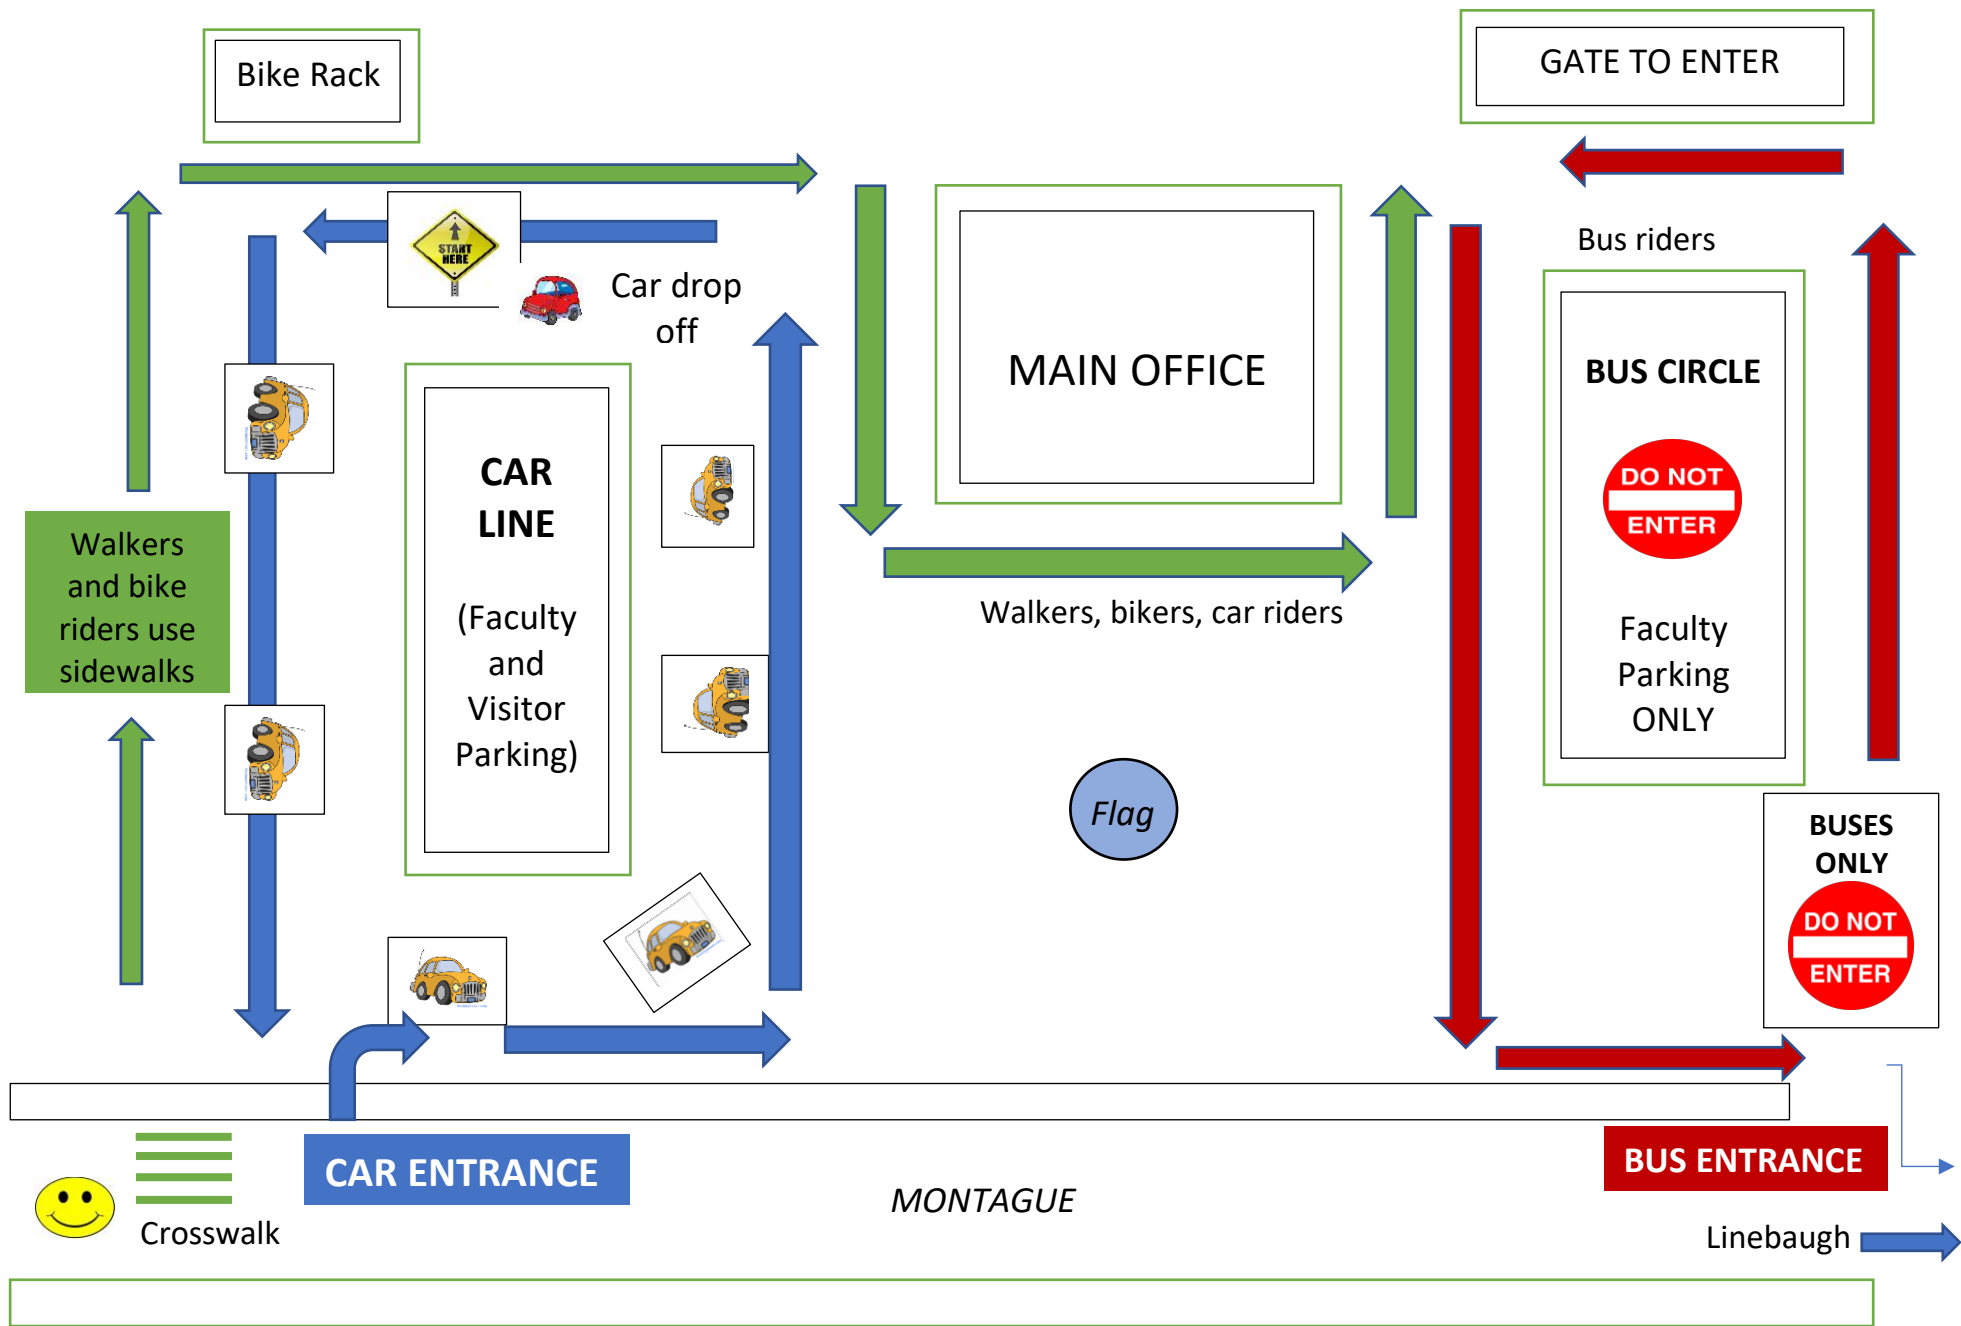 Bike Rack
GATE TO ENTER
START
HERE
Car drop
off
Bus riders
MAIN OFFICE
BUS CIRCLE
DO NOT
ENTER
Faculty
Parking
ONLY
CAR
LINE
(Faculty
and
Visitor
Parking)
Walkers
and bike
riders use
sidewalks
Walkers, bikers, car riders
Flag
BUSES
ONLY
DO NOT
ENTER
CAR ENTRANCE
BUS ENTRANCE
MONTAGUE
Crosswalk
Linebaugh